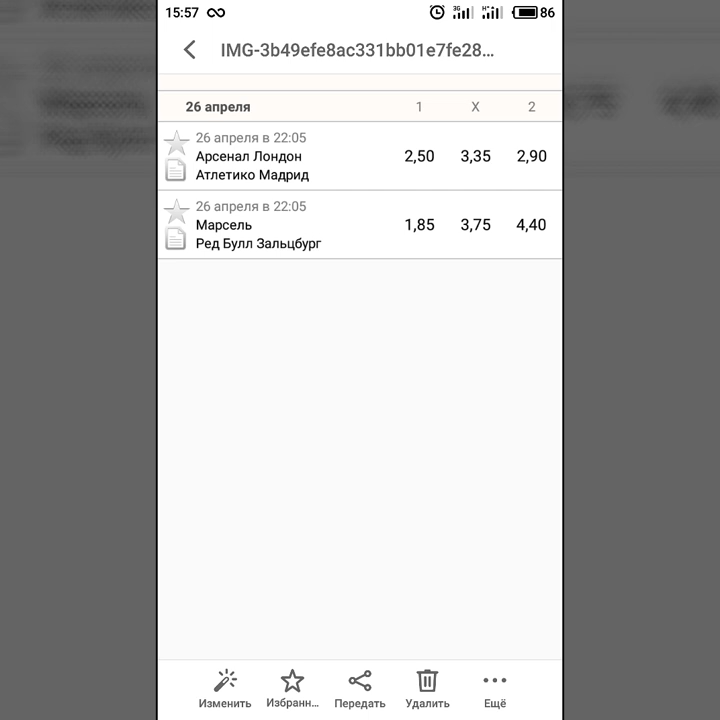 15:57 3G H+ 86
IMG-3b49efe8ac331bb01e7fe28...
26 апреля 1 X 2
26 апреля в 22:05
Арсенал Лондон 2,50 3,35 2,90
Атлетико Мадрид
26 апреля в 22:05
Марсель 1,85 3,75 4,40
Ред Булл Зальцбург
Изменить Избранн... Передать Удалить Ещё